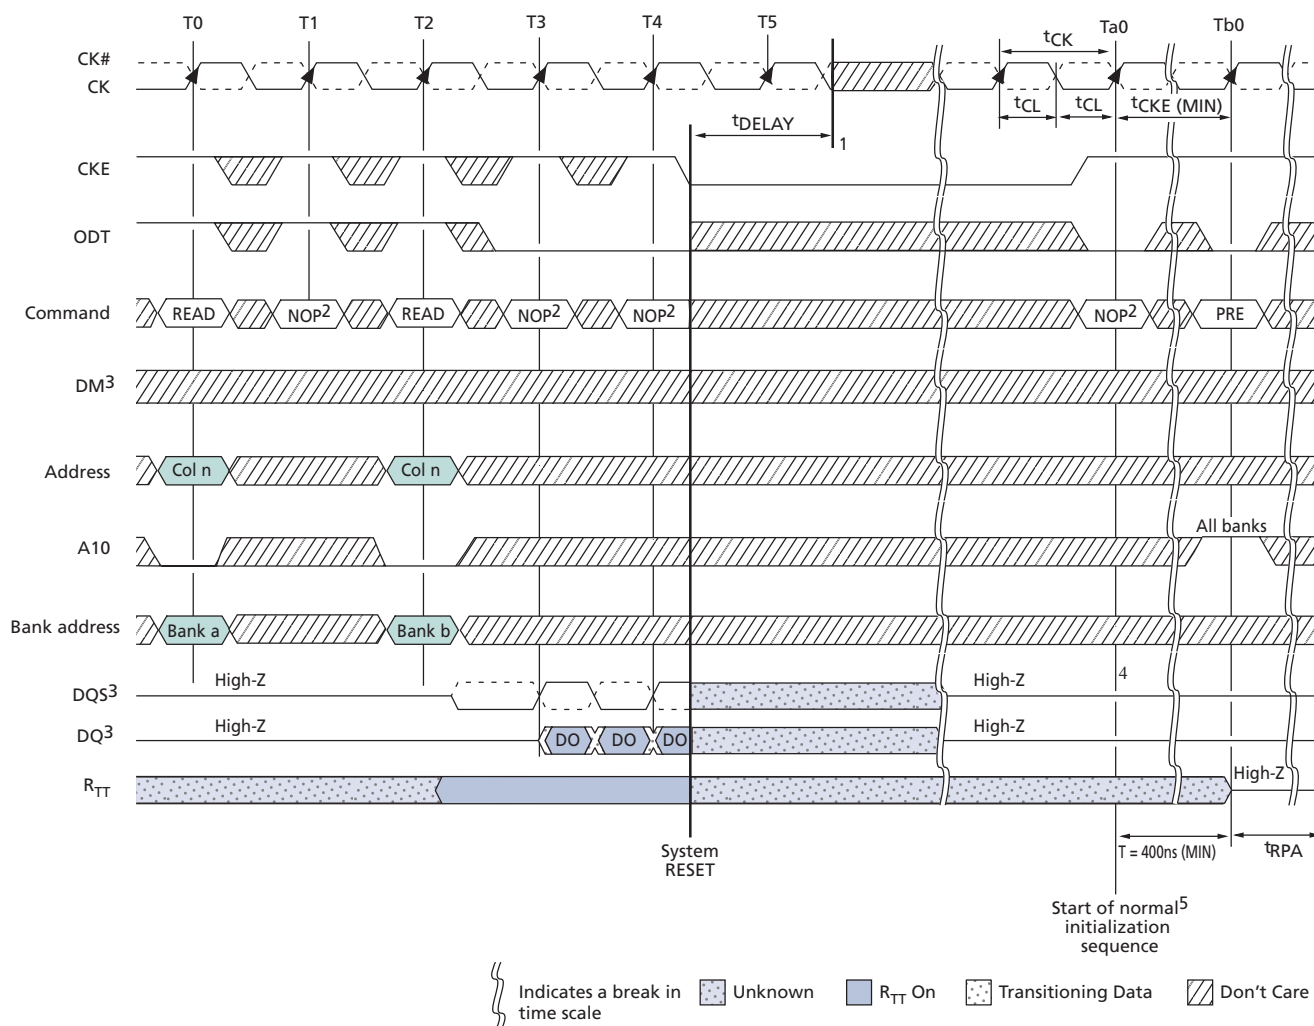 T0 T1 T2 T3 T4 T5 Ta0 Tb0
tCK
CK#
CK
tCL tCL tCKE (MIN)
tDELAY
1
CKE
ODT
Command READ NOP2 READ NOP2 NOP2 NOP2 PRE
DM3
Address Col n Col n
All banks
A10
Bank address Bank a Bank b
DQS3 High-Z High-Z 4
DQ3 High-Z DO DO DO High-Z
RTT High-Z
System
RESET
T = 400ns (MIN) tRPA
Start of normal5
initialization
sequence
Indicates a break in
time scale
Unknown
RTT On
Transitioning Data
Don't Care